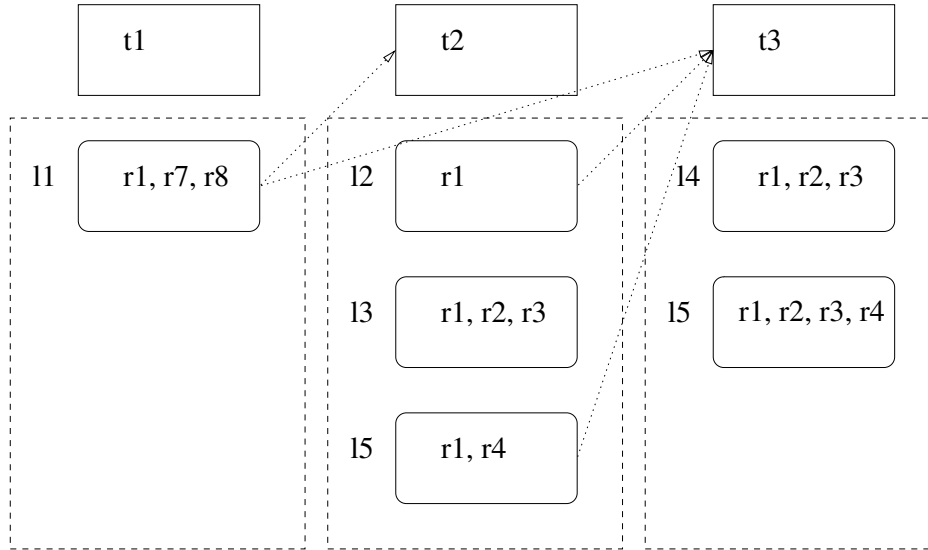 t1
t2
t3
l1
r1, r7, r8
l2
r1
l4
r1, r2, r3
l3
r1, r2, r3
l5
r1, r2, r3, r4
l5
r1, r4